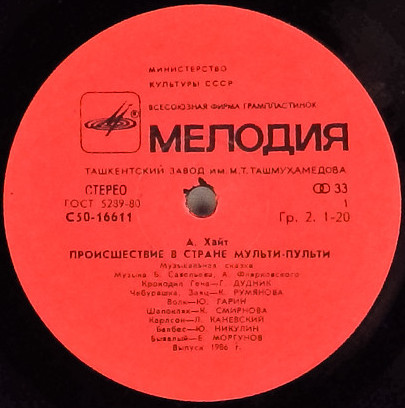 МИНИСТЕРСТВО
КУЛЬТУРЫ СССР
ВСЕСОЮЗНАЯ ФИРМА ГРАМПЛАСТИНОК
МЕЛОДИЯ
ТАШКЕНТСКИЙ ЗАВОД ИМ. М.Т.ТАШМУХАМЕДОВА
СТЕРЕО 33
ГОСТ 5289-80 1
С50-16611 Гр. 2. 1-20
А. Хайт
ПРОИСШЕСТВИЕ В СТРАНЕ МУЛЬТИ-ПУЛЬТИ
Музыкальная сказка
Музыка Б. Савельева, А. Флярковского
Крокодил Гена—Г. ДУДНИК
Чебурашка, Заяц—К. РУМЯНОВА
Волк—Ю. ГАРИН
Шапокляк—К. СМИРНОВА
Карлсон—Л. КАНЕВСКИЙ
Балбес—Ю. НИКУЛИН
Бывалый—Е. МОРГУНОВ
Выпуск 1986 г.